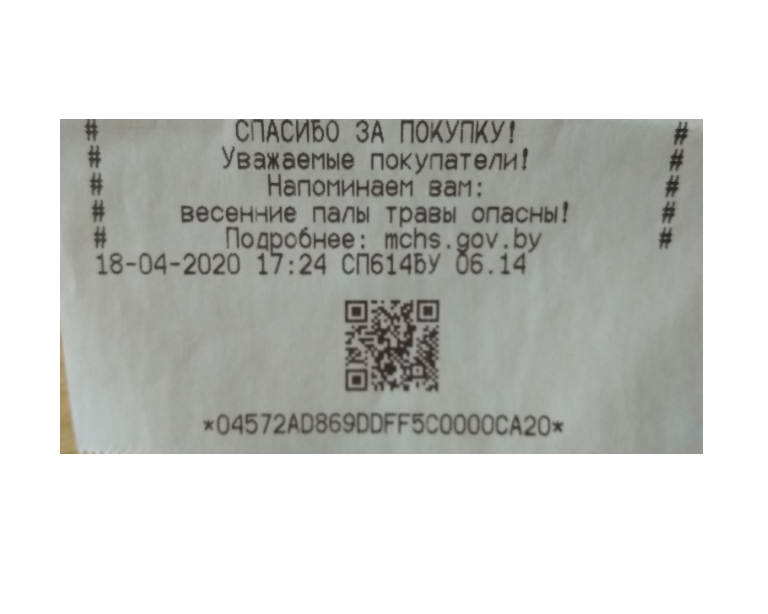 # СПАСИБО ЗА ПОКУПКУ! #
# Уважаемые покупатели! #
# Напоминаем вам: #
# весенние палы травы опасны! #
# Подробнее: mchs.gov.by #
18-04-2020 17:24 СП614БУ 06.14
*04572AD869DDFF5C0000CA20*